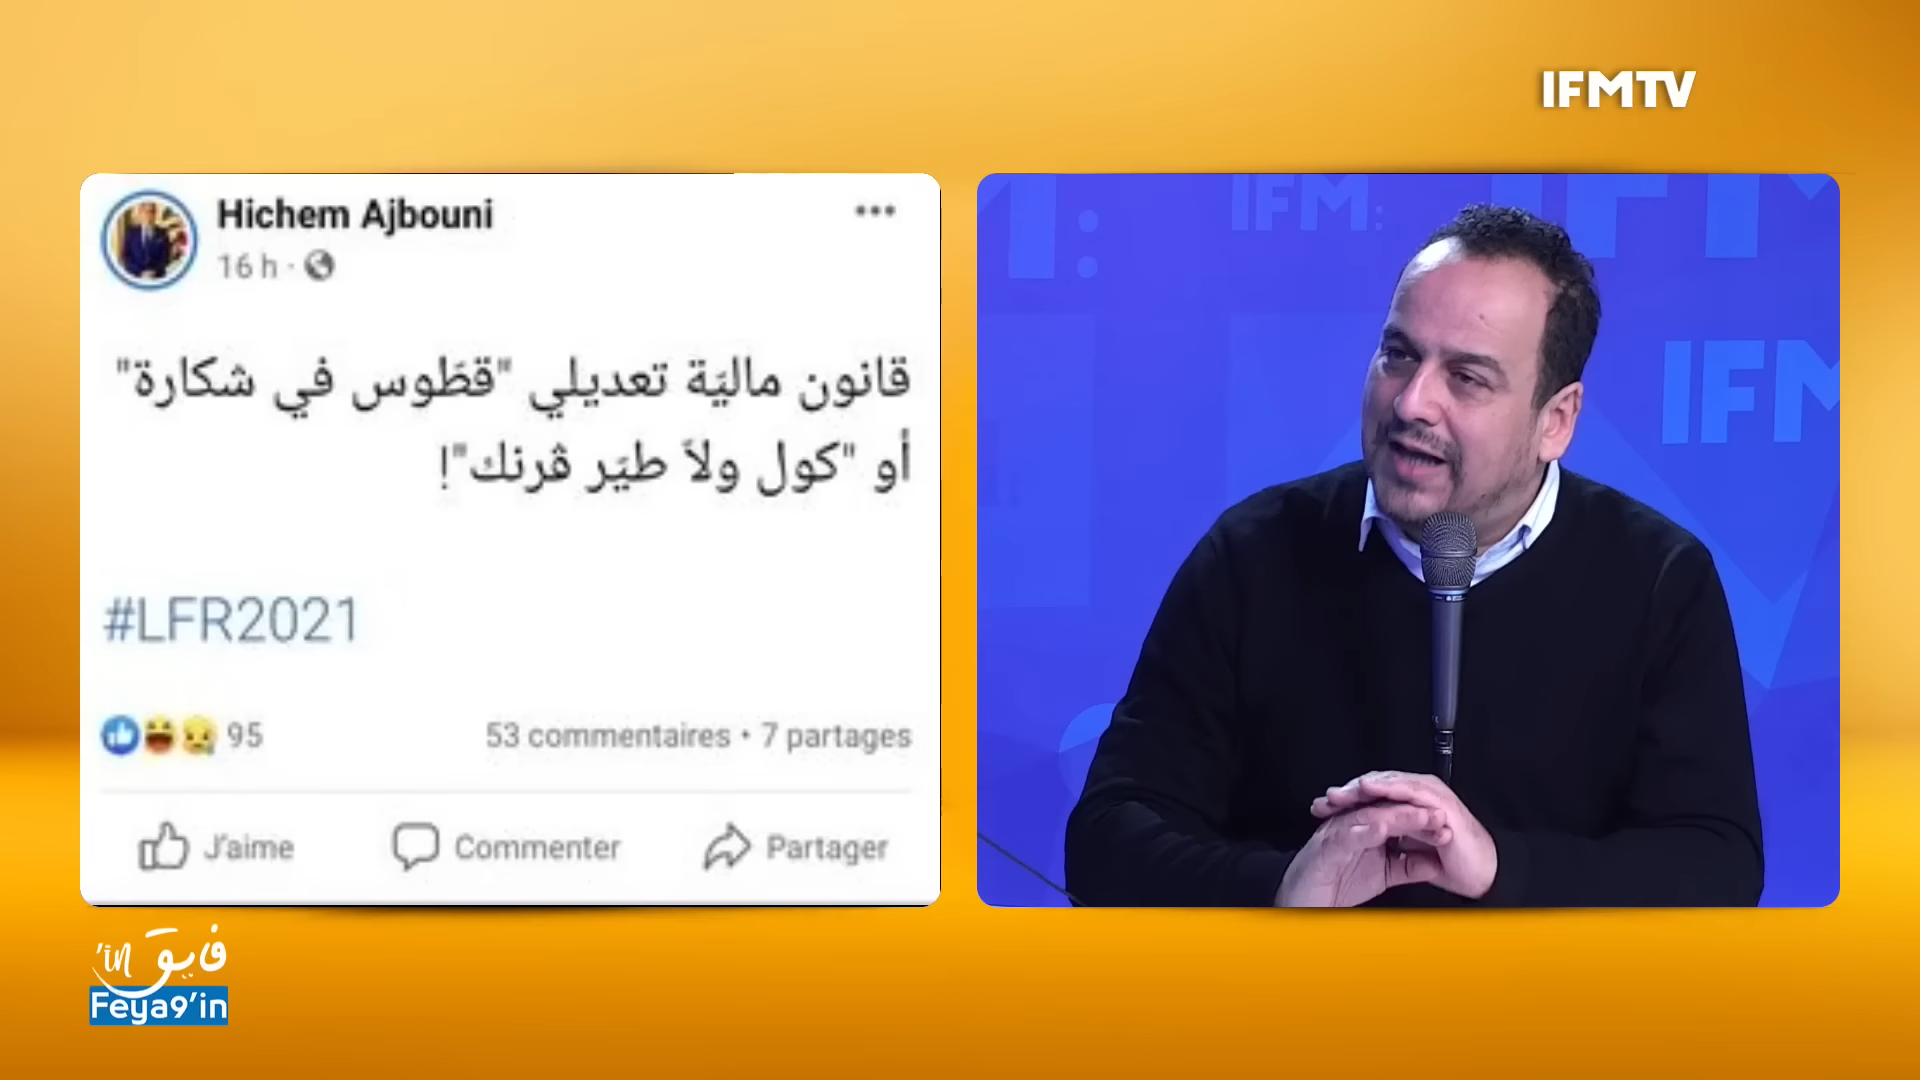 IFMTV
Hichem Ajbouni
16 h ·
قانون ماليّة تعديلي "قطّوس في شكارة"
أو "كول ولاّ طيّر ڨرنك"!
#LFR2021
95
53 commentaires • 7 partages
J'aime
Commenter
Partager
IFM:
IFM
فايق in'
Feya9'in